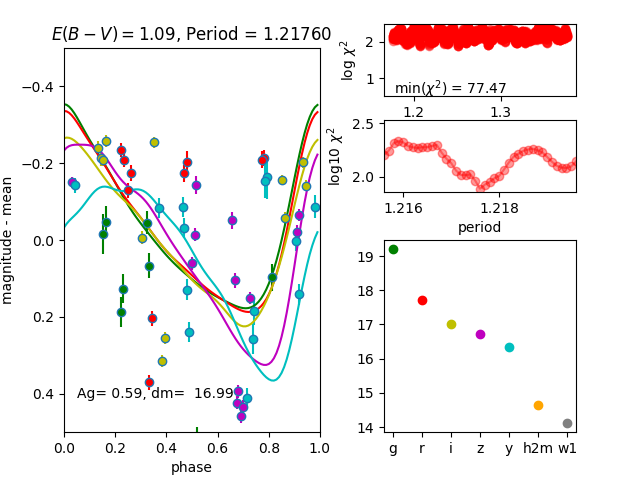 E(B − V) = 1.09, Period = 1.21760
magnitude - mean
−0.4
−0.2
0.0
0.2
0.4
Ag= 0.59, dm=  16.99
0.0 0.2 0.4 0.6 0.8 1.0
phase
log χ²
2
1
min(χ²) = 77.47
1.2 1.3
log10 χ²
2.5
2.0
1.216 1.218
period
19
18
17
16
15
14
g r i z y h2m w1